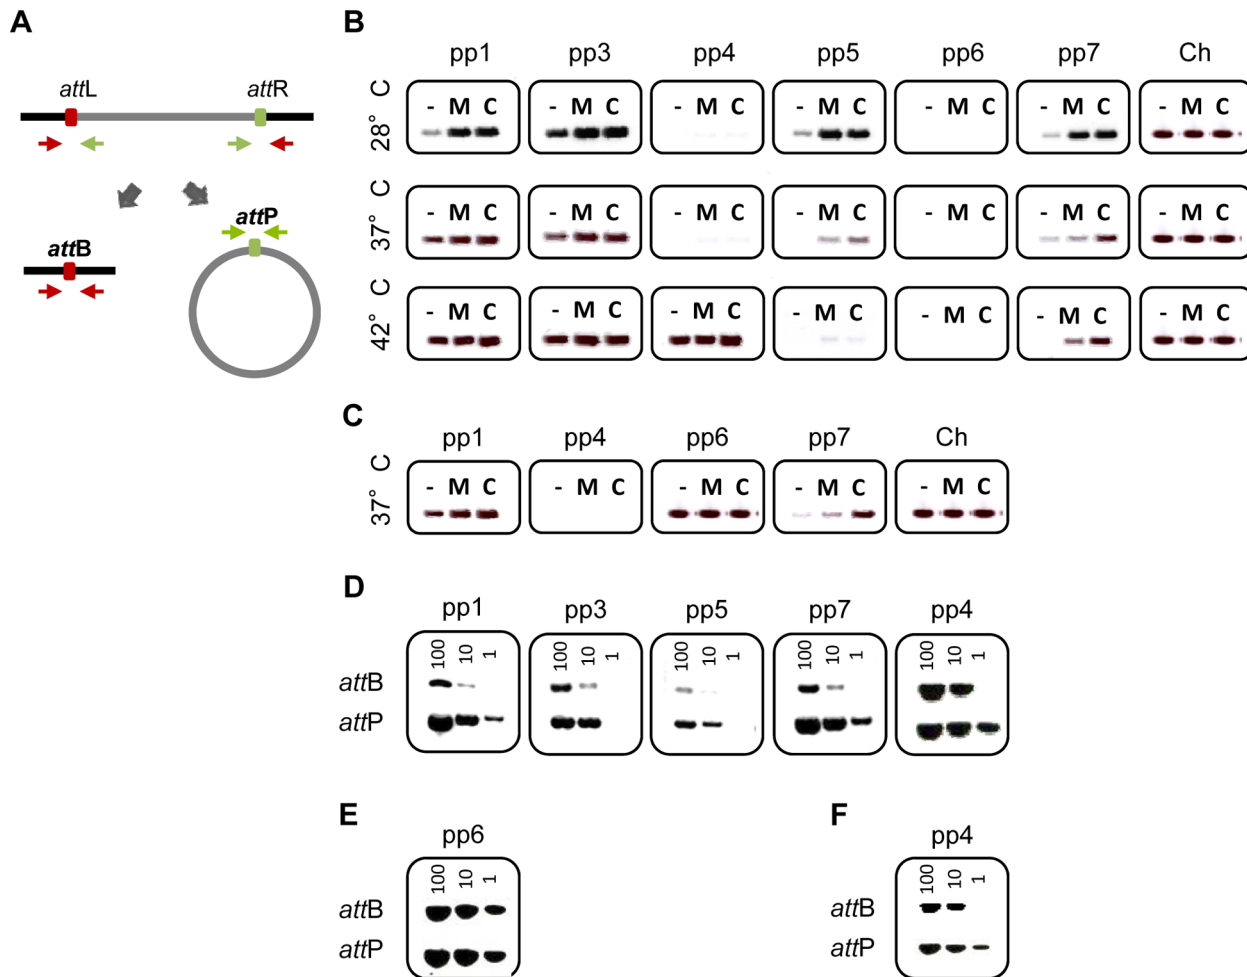 A
attL attR
attP
attB
B
pp1 pp3 pp4 pp5 pp6 pp7 Ch
28° C
- M C - M C - M C - M C - M C - M C - M C
37° C
- M C - M C - M C - M C - M C - M C - M C
42° C
- M C - M C - M C - M C - M C - M C - M C
C
pp1 pp4 pp6 pp7 Ch
37° C
- M C - M C - M C - M C - M C
D
pp1 pp3 pp5 pp7 pp4
100 10 1 100 10 1 100 10 1 100 10 1 100 10 1
attB
attP
E
pp6
100 10 1
attB
attP
F
pp4
100 10 1
attB
attP